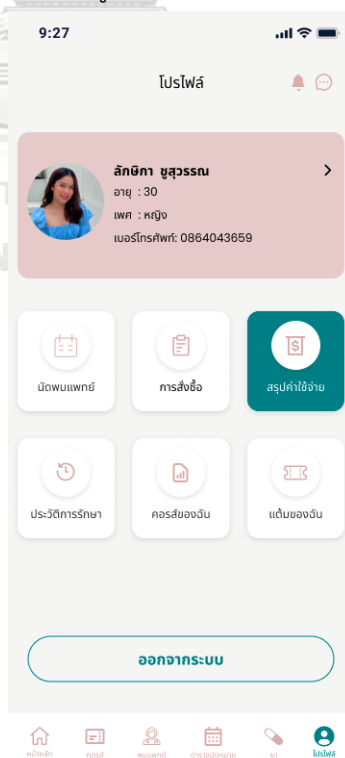 9:27
โปรไฟล์
ลักษิกา ชูสุวรรณ
อายุ : 30
เพศ : หญิง
เบอร์โทรศัพท์: 0864043659
นัดพบแพทย์
การสั่งซื้อ
สรุปค่าใช้จ่าย
ประวัติการรักษา
คอรส์ของฉัน
แต้มของฉัน
ออกจากระบบ
หน้าหลัก
คอรส์
พบแพทย์
ตารางนัดหมาย
ยา
โปรไฟล์